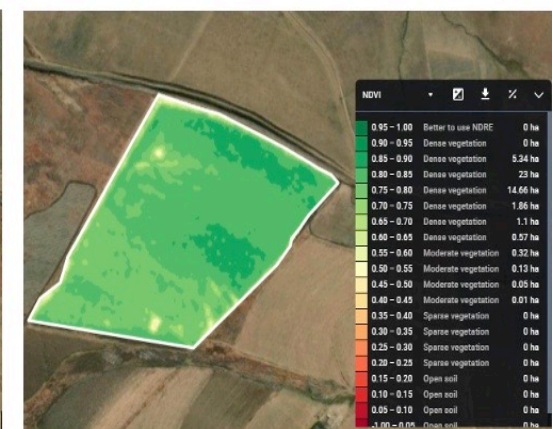 NDVI
0.95 – 1.00 Better to use NDRE 0 ha
0.90 – 0.95 Dense vegetation 0 ha
0.85 – 0.90 Dense vegetation 5.34 ha
0.80 – 0.85 Dense vegetation 23 ha
0.75 – 0.80 Dense vegetation 14.66 ha
0.70 – 0.75 Dense vegetation 1.86 ha
0.65 – 0.70 Dense vegetation 1.1 ha
0.60 – 0.65 Dense vegetation 0.57 ha
0.55 – 0.60 Moderate vegetation 0.32 ha
0.50 – 0.55 Moderate vegetation 0.13 ha
0.45 – 0.50 Moderate vegetation 0.05 ha
0.40 – 0.45 Moderate vegetation 0.01 ha
0.35 – 0.40 Sparse vegetation 0 ha
0.30 – 0.35 Sparse vegetation 0 ha
0.25 – 0.30 Sparse vegetation 0 ha
0.20 – 0.25 Sparse vegetation 0 ha
0.15 – 0.20 Open soil 0 ha
0.10 – 0.15 Open soil 0 ha
0.05 – 0.10 Open soil 0 ha
-1.00 – 0.05 Open soil 0 ha